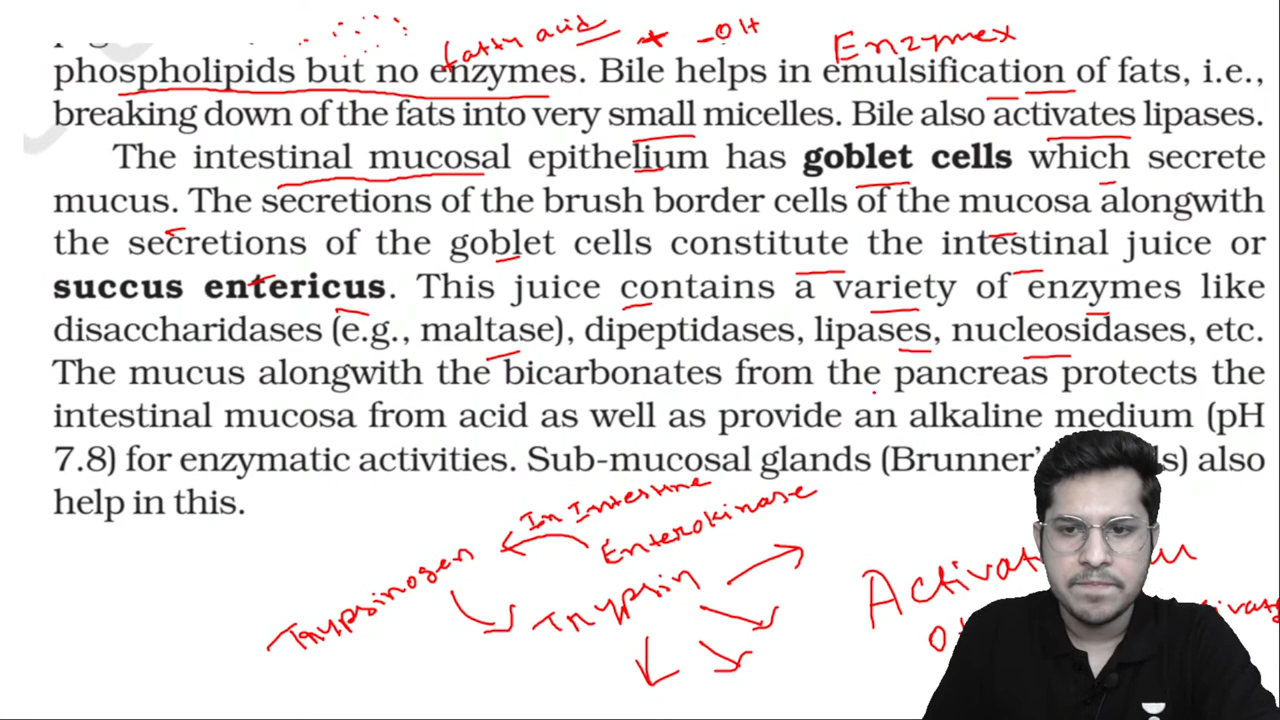 fatty acid -OH Enzymex
phospholipids but no enzymes. Bile helps in emulsification of fats, i.e.,
breaking down of the fats into very small micelles. Bile also activates lipases.
The intestinal mucosal epithelium has goblet cells which secrete
mucus. The secretions of the brush border cells of the mucosa alongwith
the secretions of the goblet cells constitute the intestinal juice or
succus entericus. This juice contains a variety of enzymes like
disaccharidases (e.g., maltase), dipeptidases, lipases, nucleosidases, etc.
The mucus alongwith the bicarbonates from the pancreas protects the
intestinal mucosa from acid as well as provide an alkaline medium (pH
7.8) for enzymatic activities. Sub-mucosal glands (Brunner' s) also
help in this.
In Intestine
Enterokinase
Trypsinogen
Trypsin